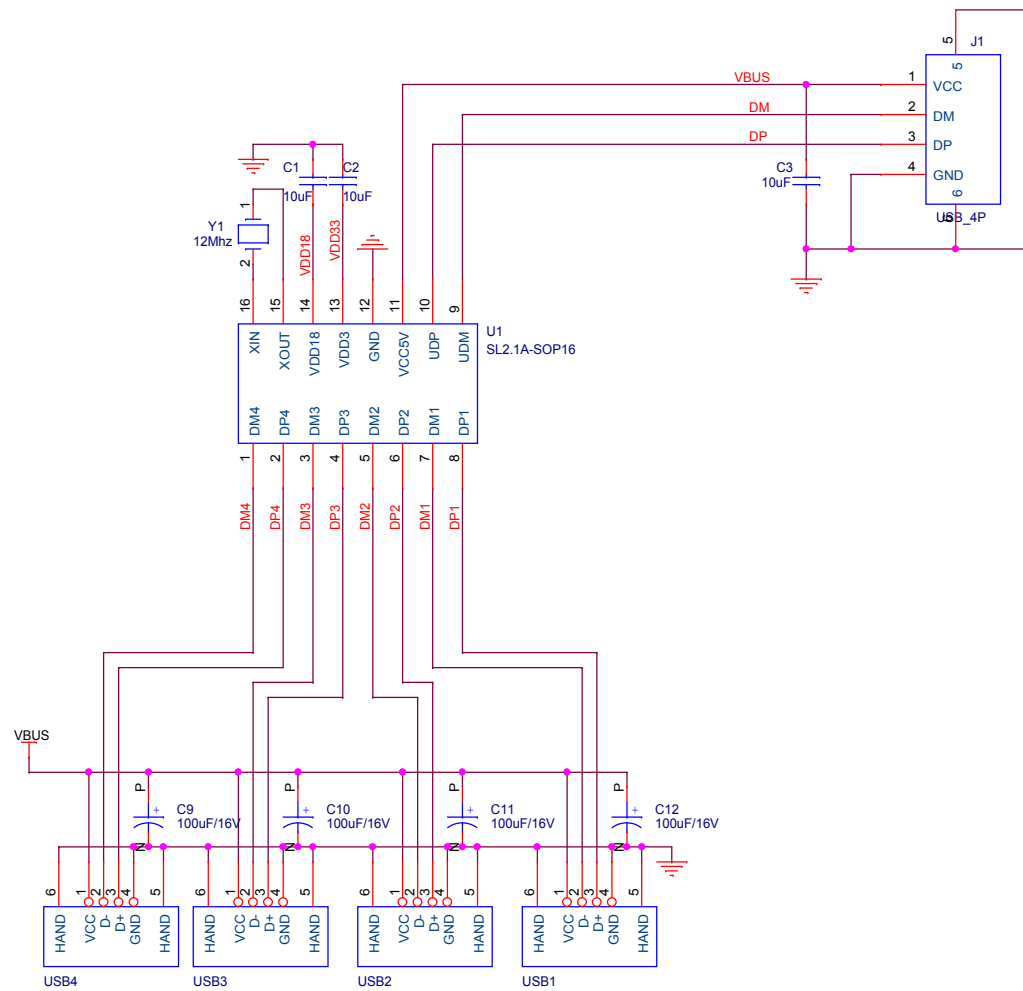 5
J1
5
VBUS
1
VCC
DM
2
DM
DP
3
DP
4
GND
C3
10uF
6
6
USB_4P
C1
10uF
C2
10uF
1
Y1
12Mhz
2
VDD18
VDD33
16
15
14
13
12
11
10
9
XIN
XOUT
VDD18
VDD3
GND
VCC5V
UDP
UDM
U1
SL2.1A-SOP16
DM4
DP4
DM3
DP3
DM2
DP2
DM1
DP1
1
2
3
4
5
6
7
8
DM4
DP4
DM3
DP3
DM2
DP2
DM1
DP1
VBUS
P
+
C9
100uF/16V
N
P
+
C10
100uF/16V
N
P
+
C11
100uF/16V
N
P
+
C12
100uF/16V
N
6
1
2
3
4
5
HAND
VCC
D-
D+
GND
HAND
USB4
6
1
2
3
4
5
HAND
VCC
D-
D+
GND
HAND
USB3
6
1
2
3
4
5
HAND
VCC
D-
D+
GND
HAND
USB2
6
1
2
3
4
5
HAND
VCC
D-
D+
GND
HAND
USB1